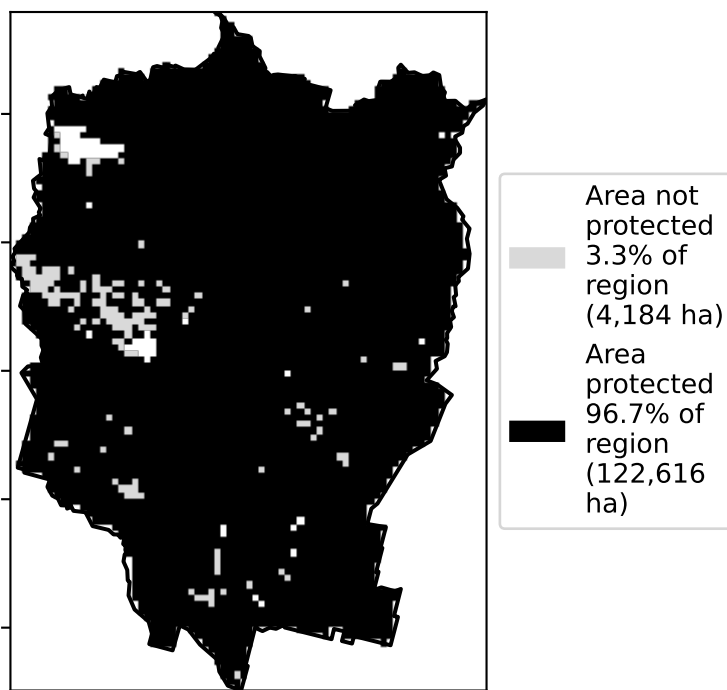 Area not
protected
3.3% of
region
(4,184 ha)
Area
protected
96.7% of
region
(122,616
ha)